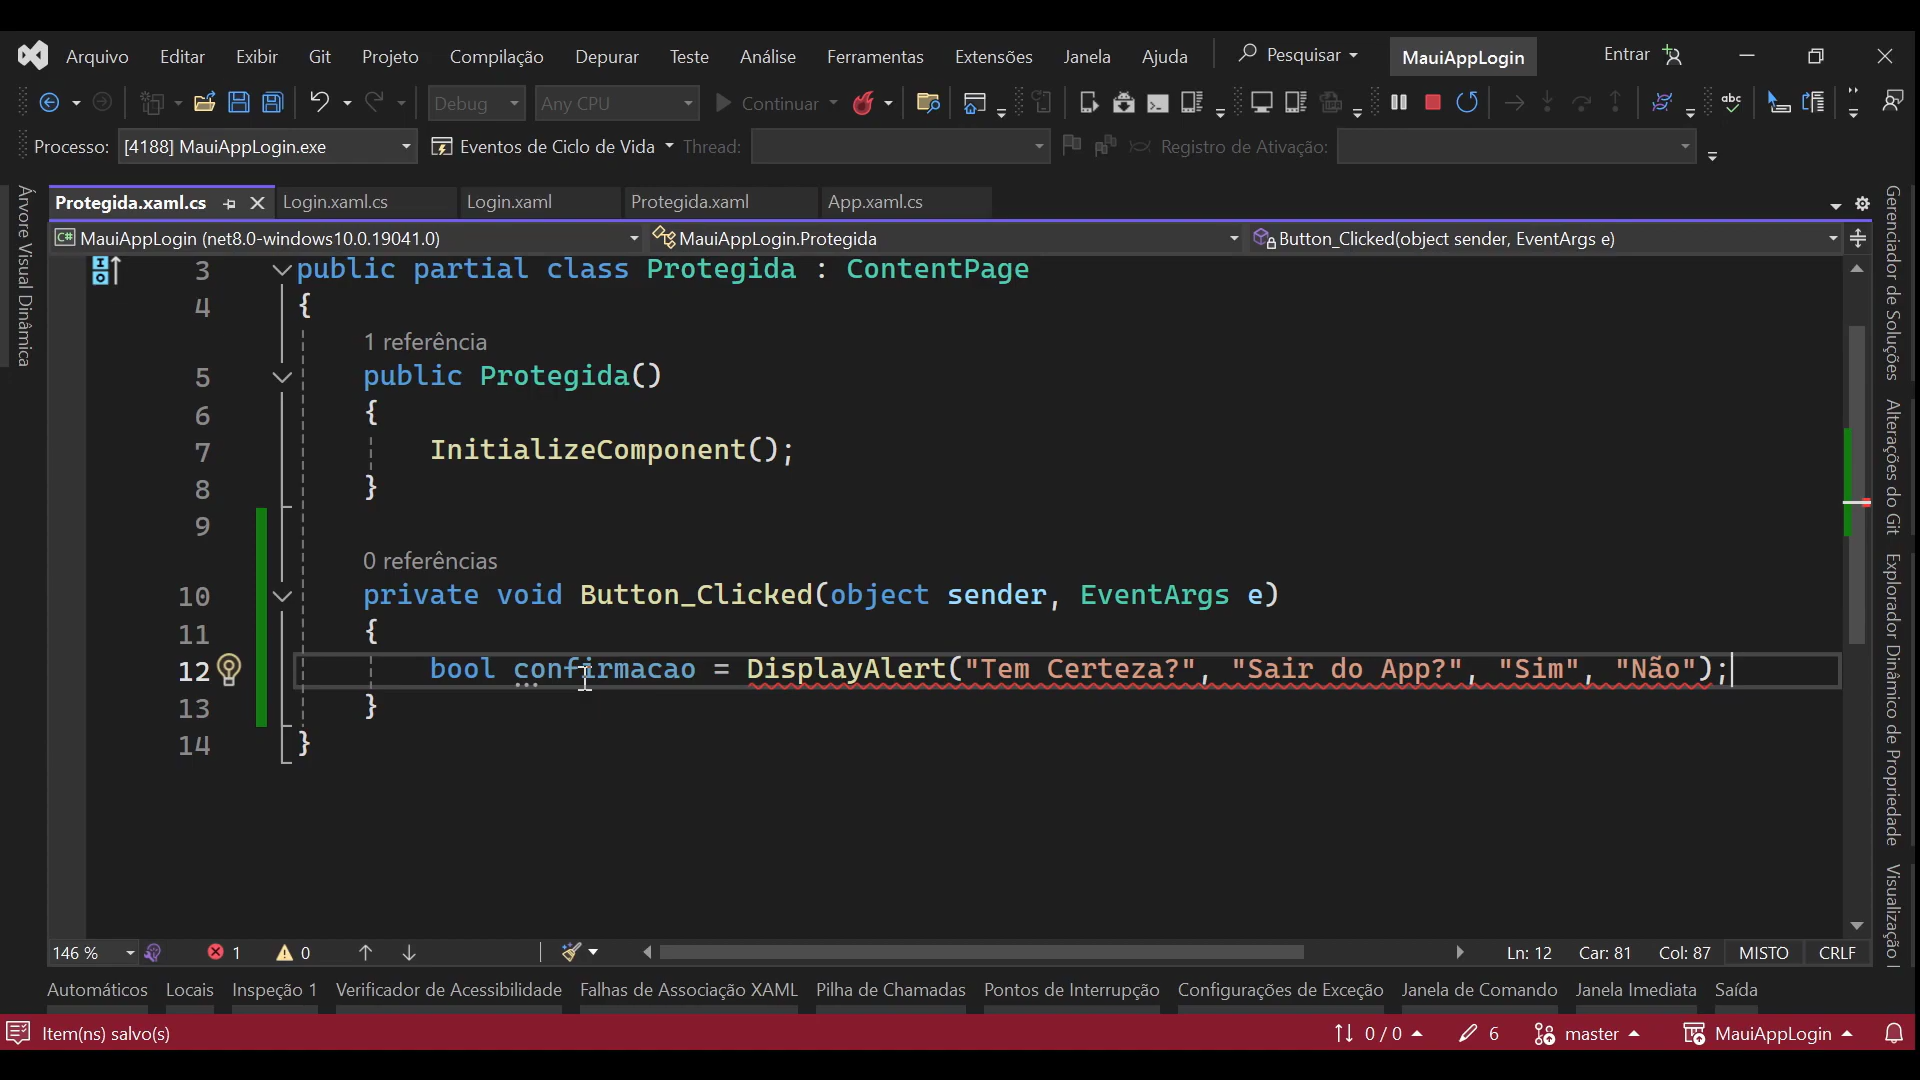 Arquivo Editar Exibir Git Projeto Compilação Depurar Teste Análise Ferramentas Extensões Janela Ajuda Pesquisar MauiAppLogin Entrar
Debug Any CPU Continuar
Processo: [4188] MauiAppLogin.exe Eventos de Ciclo de Vida Thread: Registro de Ativação:
Protegida.xaml.cs Login.xaml.cs Login.xaml Protegida.xaml App.xaml.cs
MauiAppLogin (net8.0-windows10.0.19041.0) MauiAppLogin.Protegida Button_Clicked(object sender, EventArgs e)
Árvore Visual Dinâmica
3 public partial class Protegida : ContentPage
4 {
1 referência
5 public Protegida()
6 {
7 InitializeComponent();
8 }
9
0 referências
10 private void Button_Clicked(object sender, EventArgs e)
11 {
12 bool confirmacao = DisplayAlert("Tem Certeza?", "Sair do App?", "Sim", "Não");
13 }
14 }
Gerenciador de Soluções
Alterações do Git
Explorador Dinâmico de Propriedade
Visualização
146 % 1 0 Ln: 12 Car: 81 Col: 87 MISTO CRLF
Automáticos Locais Inspeção 1 Verificador de Acessibilidade Falhas de Associação XAML Pilha de Chamadas Pontos de Interrupção Configurações de Exceção Janela de Comando Janela Imediata Saída
Item(ns) salvo(s) 0 / 0 6 master MauiAppLogin